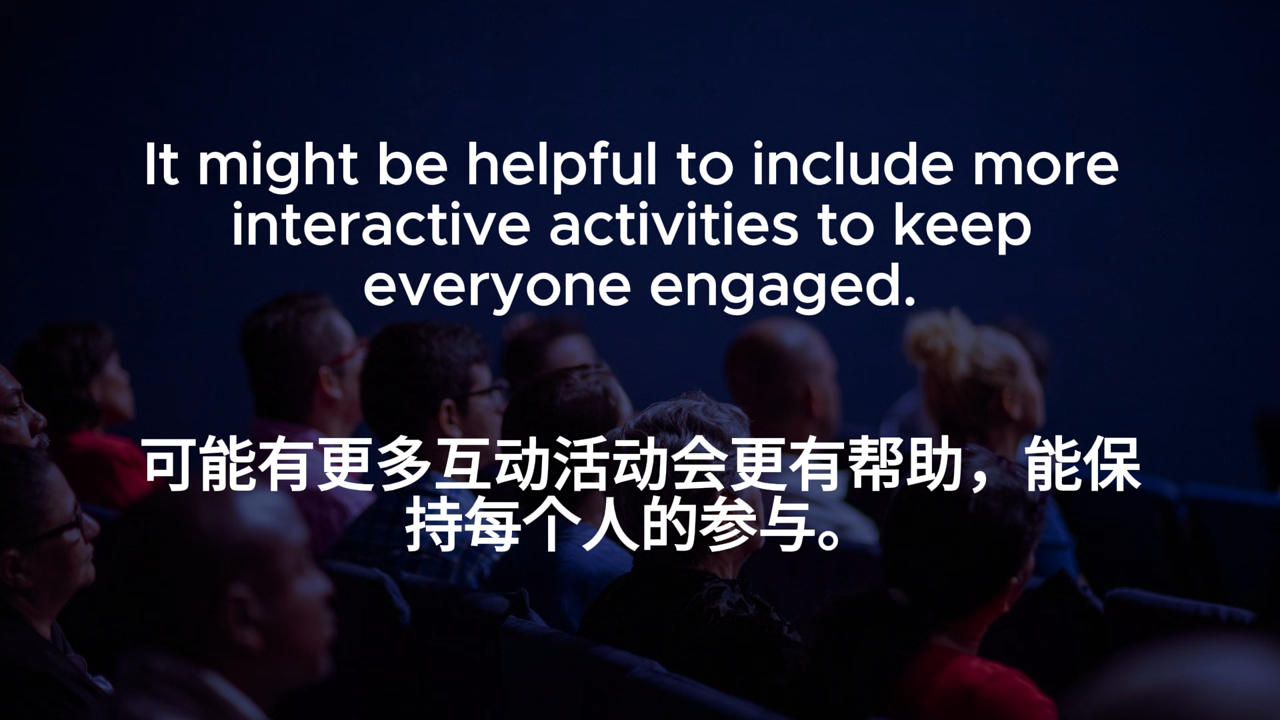 It might be helpful to include more
interactive activities to keep
everyone engaged.
可能有更多互动活动会更有帮助，能保
持每个人的参与。